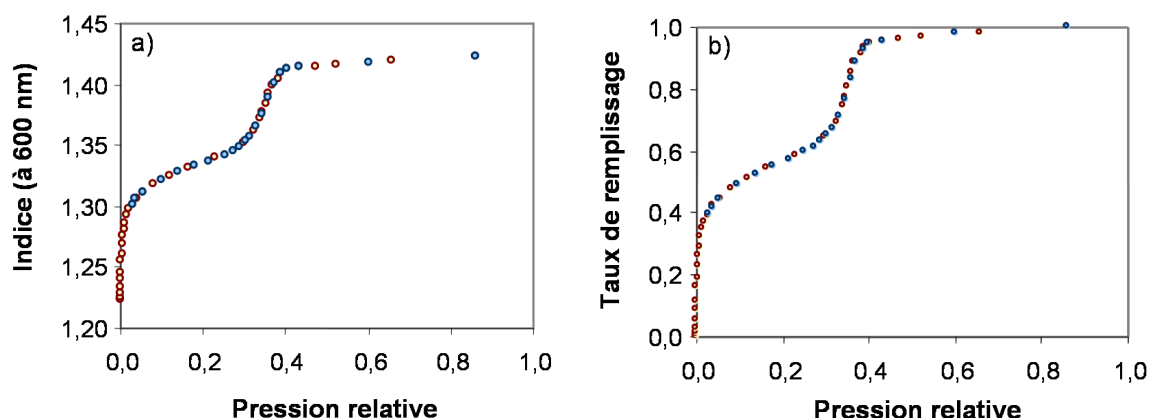 a)
Indice (à 600 nm)
1,45
1,40
1,35
1,30
1,25
1,20
0,0 0,2 0,4 0,6 0,8 1,0
Pression relative
b)
Taux de remplissage
1,0
0,8
0,6
0,4
0,2
0,0
0,0 0,2 0,4 0,6 0,8 1,0
Pression relative